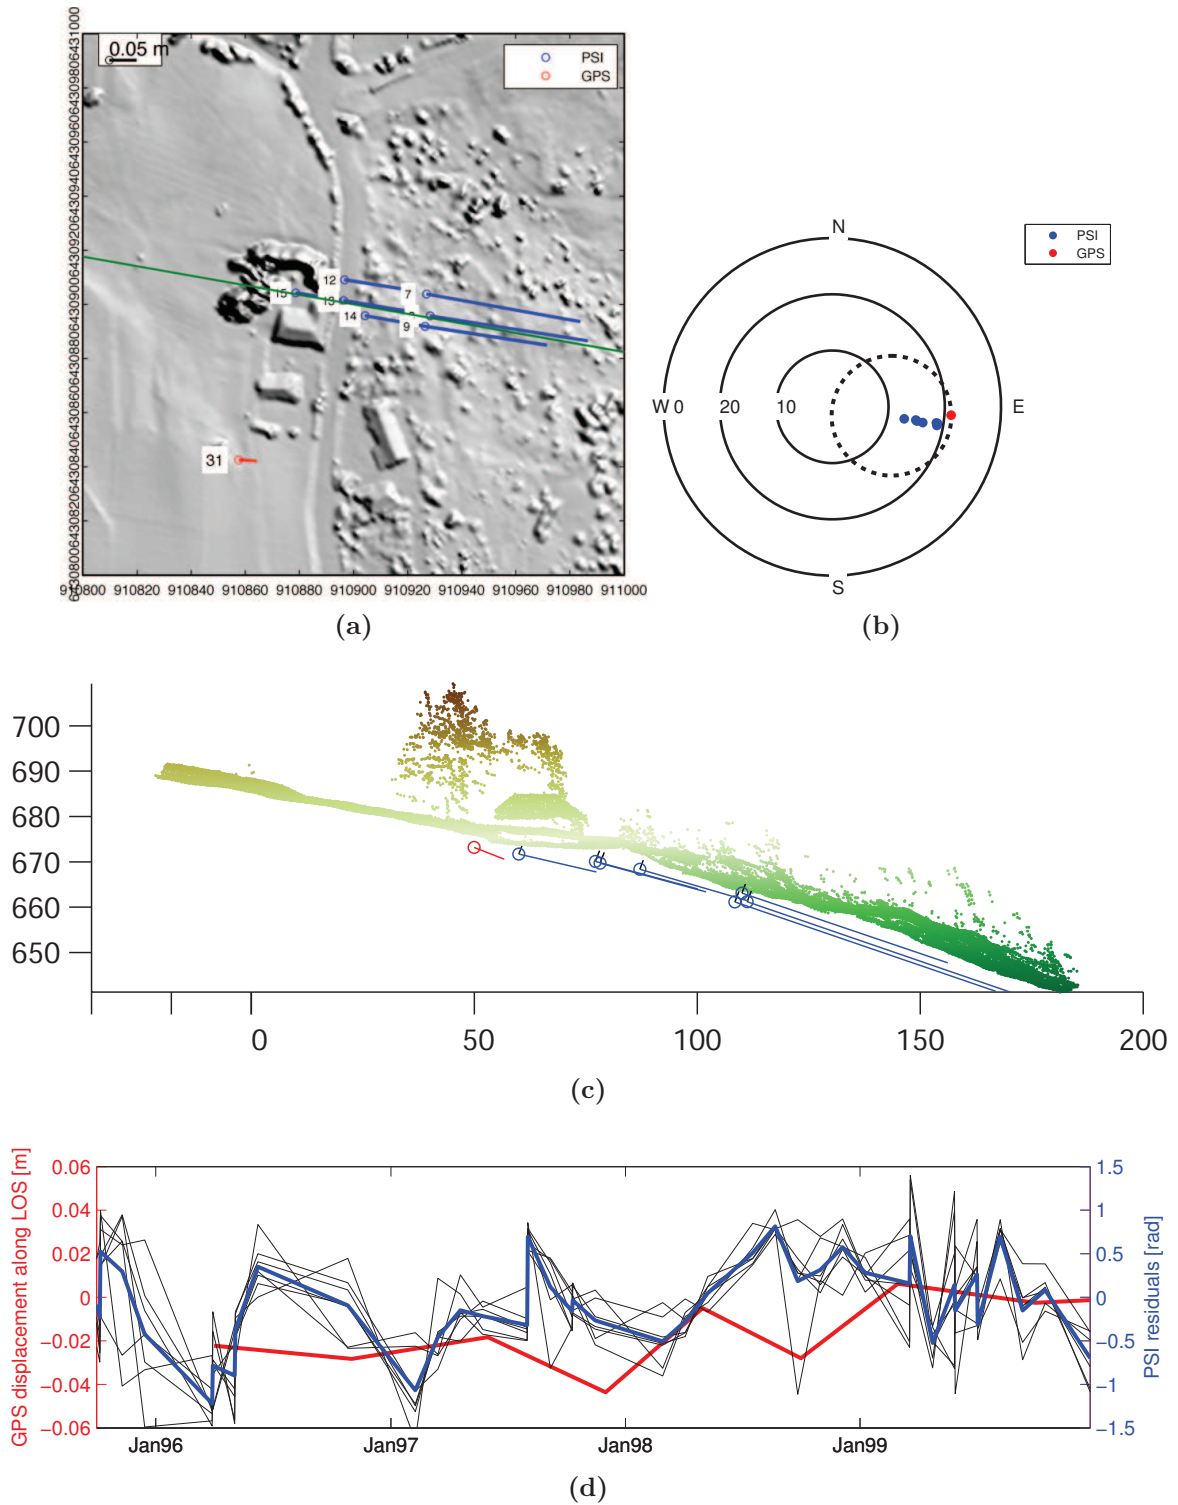 0.05 m
PSI
GPS
12
7
15
13
14
9
31
910800 910820 910840 910860 910880 910900 910920 910940 910960 910980 911000
(a)
PSI
GPS
N
W 0 20 10 E
S
(b)
700
690
680
670
660
650
0 50 100 150 200
(c)
GPS displacement along LOS [m]
0.06
0.04
0.02
0
−0.02
−0.04
−0.06
Jan96 Jan97 Jan98 Jan99
1.5
1
0.5
0
−0.5
−1
−1.5
PSI residuals [rad]
(d)